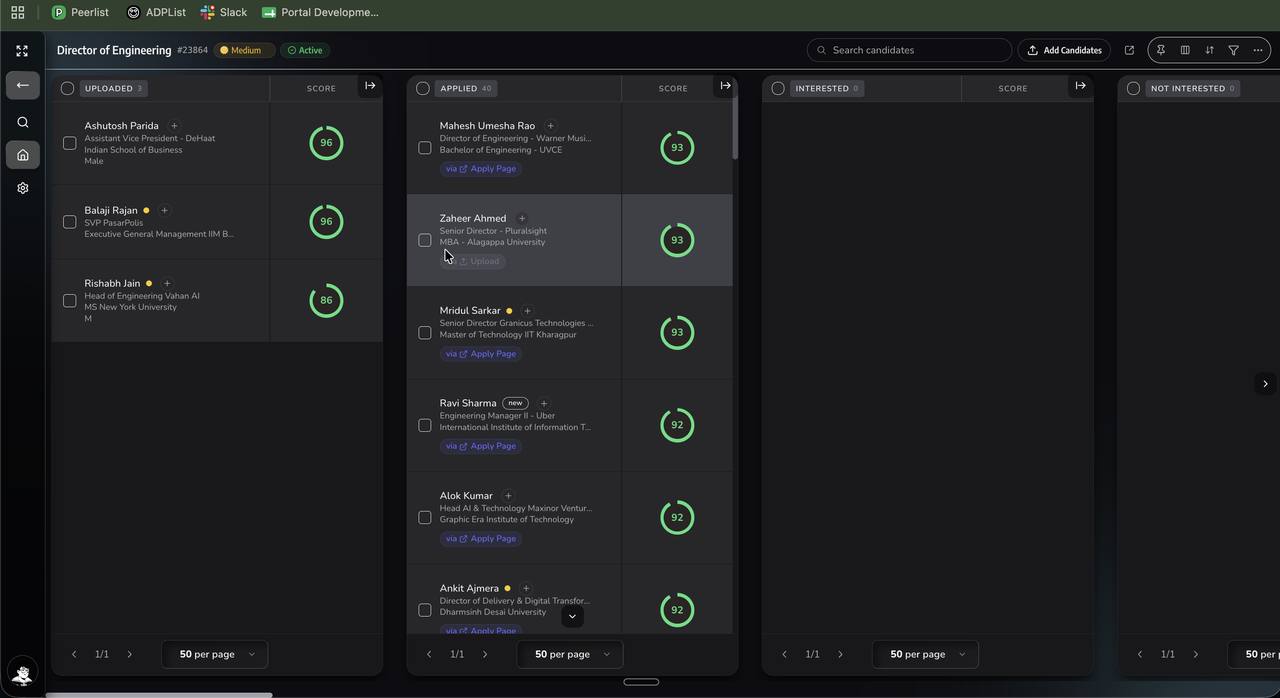 Peerlist
ADPList
Slack
Portal Developme...
Director of Engineering #23864 Medium Active
Search candidates
Add Candidates
UPLOADED 3 SCORE
Ashutosh Parida
Assistant Vice President - DeHaat
Indian School of Business
Male
96
Balaji Rajan
SVP PasarPolis
Executive General Management IIM B...
96
Rishabh Jain
Head of Engineering Vahan AI
MS New York University
M
86
1/1 50 per page
APPLIED 40 SCORE
Mahesh Umesha Rao
Director of Engineering - Warner Musi...
Bachelor of Engineering - UVCE
via Apply Page
93
Zaheer Ahmed
Senior Director - Pluralsight
MBA - Alagappa University
Upload
93
Mridul Sarkar
Senior Director Granicus Technologies ...
Master of Technology IIT Kharagpur
via Apply Page
93
Ravi Sharma new
Engineering Manager II - Uber
International Institute of Information T...
via Apply Page
92
Alok Kumar
Head AI & Technology Maxinor Ventur...
Graphic Era Institute of Technology
via Apply Page
92
Ankit Ajmera
Director of Delivery & Digital Transfor...
Dharmsinh Desai University
via Apply Page
92
1/1 50 per page
INTERESTED 0 SCORE
1/1 50 per page
NOT INTERESTED 0
1/1 50 per